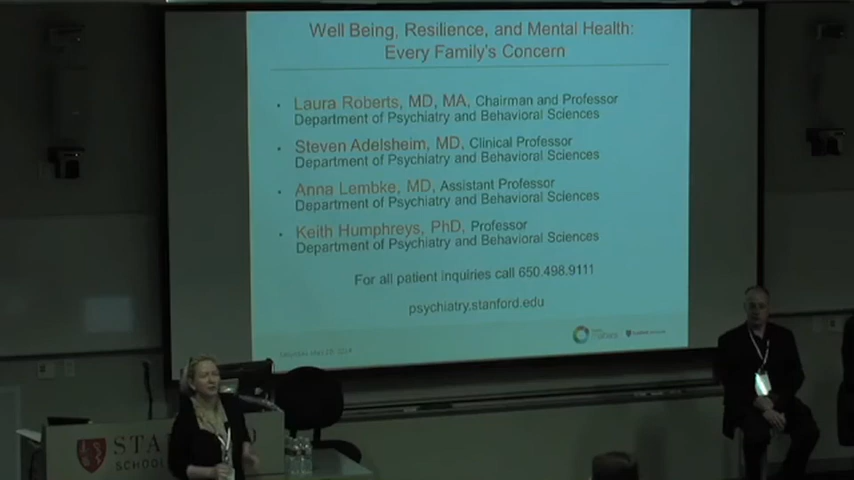 Well Being, Resilience, and Mental Health:
Every Family's Concern
• Laura Roberts, MD, MA, Chairman and Professor
Department of Psychiatry and Behavioral Sciences
• Steven Adelsheim, MD, Clinical Professor
Department of Psychiatry and Behavioral Sciences
• Anna Lembke, MD, Assistant Professor
Department of Psychiatry and Behavioral Sciences
• Keith Humphreys, PhD, Professor
Department of Psychiatry and Behavioral Sciences
For all patient inquiries call 650.498.9111
psychiatry.stanford.edu
STA
SCHOOL